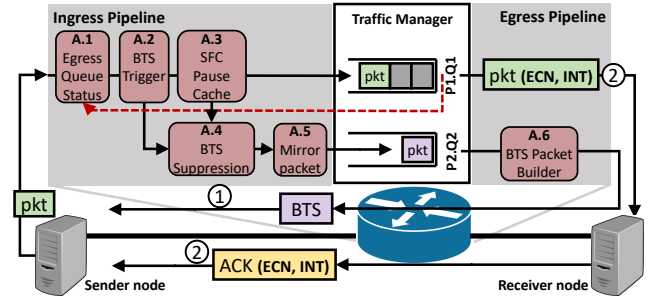 Ingress Pipeline
Traffic Manager
Egress Pipeline
A.1
Egress
Queue
Status
A.2
BTS
Trigger
A.3
SFC
Pause
Cache
pkt
P1.Q1
pkt (ECN, INT)
2
A.4
BTS
Suppression
A.5
Mirror
packet
pkt
P2.Q2
A.6
BTS Packet
Builder
1
pkt
BTS
2
ACK (ECN, INT)
Sender node
Receiver node